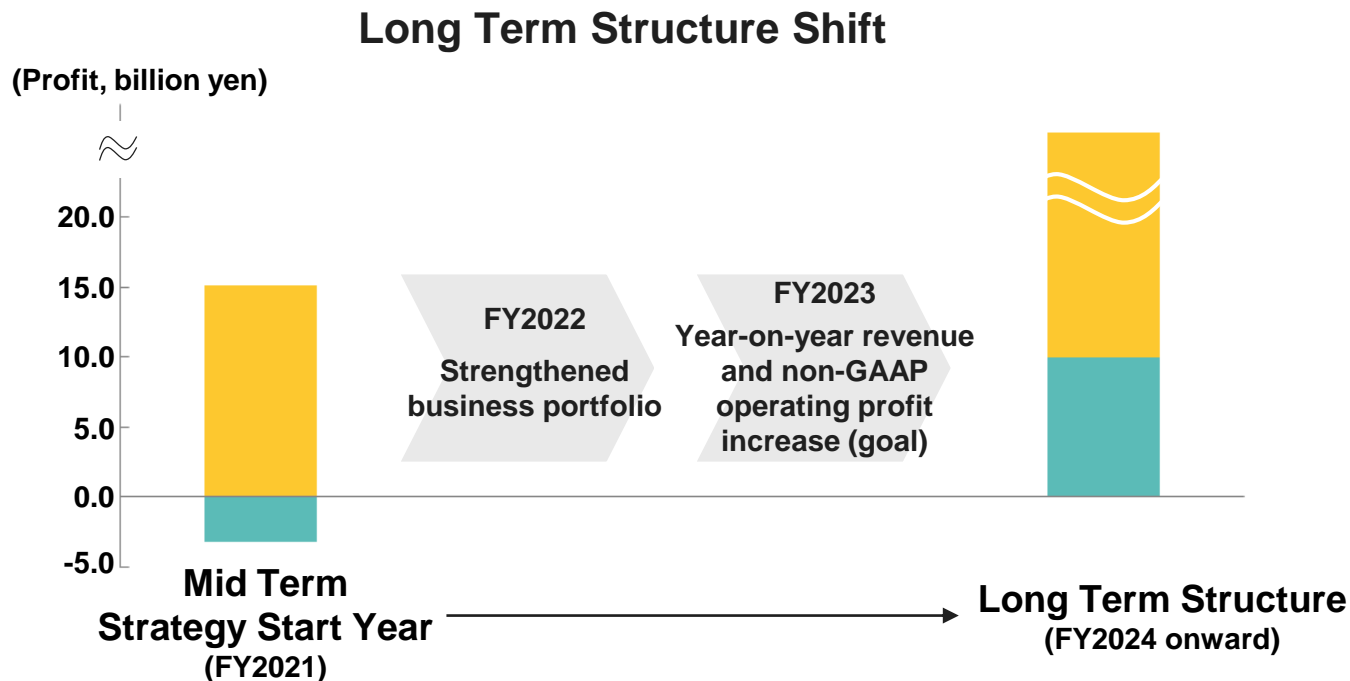 Long Term Structure Shift
(Profit, billion yen)
20.0
15.0
10.0
5.0
0.0
-5.0
FY2022
Strengthened
business portfolio
FY2023
Year-on-year revenue
and non-GAAP
operating profit
increase (goal)
Mid Term
Strategy Start Year
(FY2021)
Long Term Structure
(FY2024 onward)